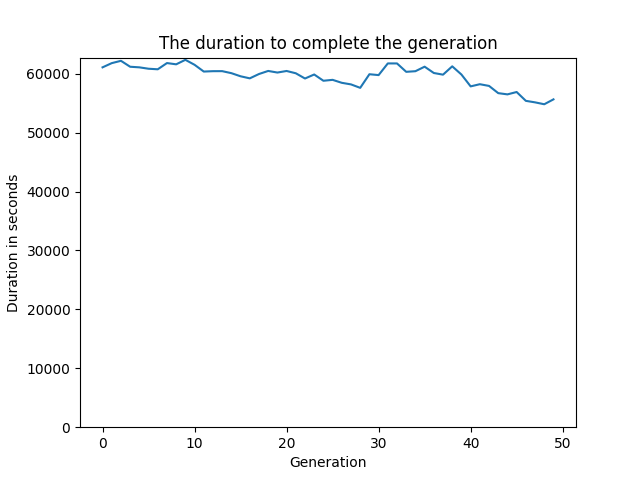 The duration to complete the generation
60000
50000
40000
30000
20000
10000
0
Duration in seconds
0 10 20 30 40 50
Generation